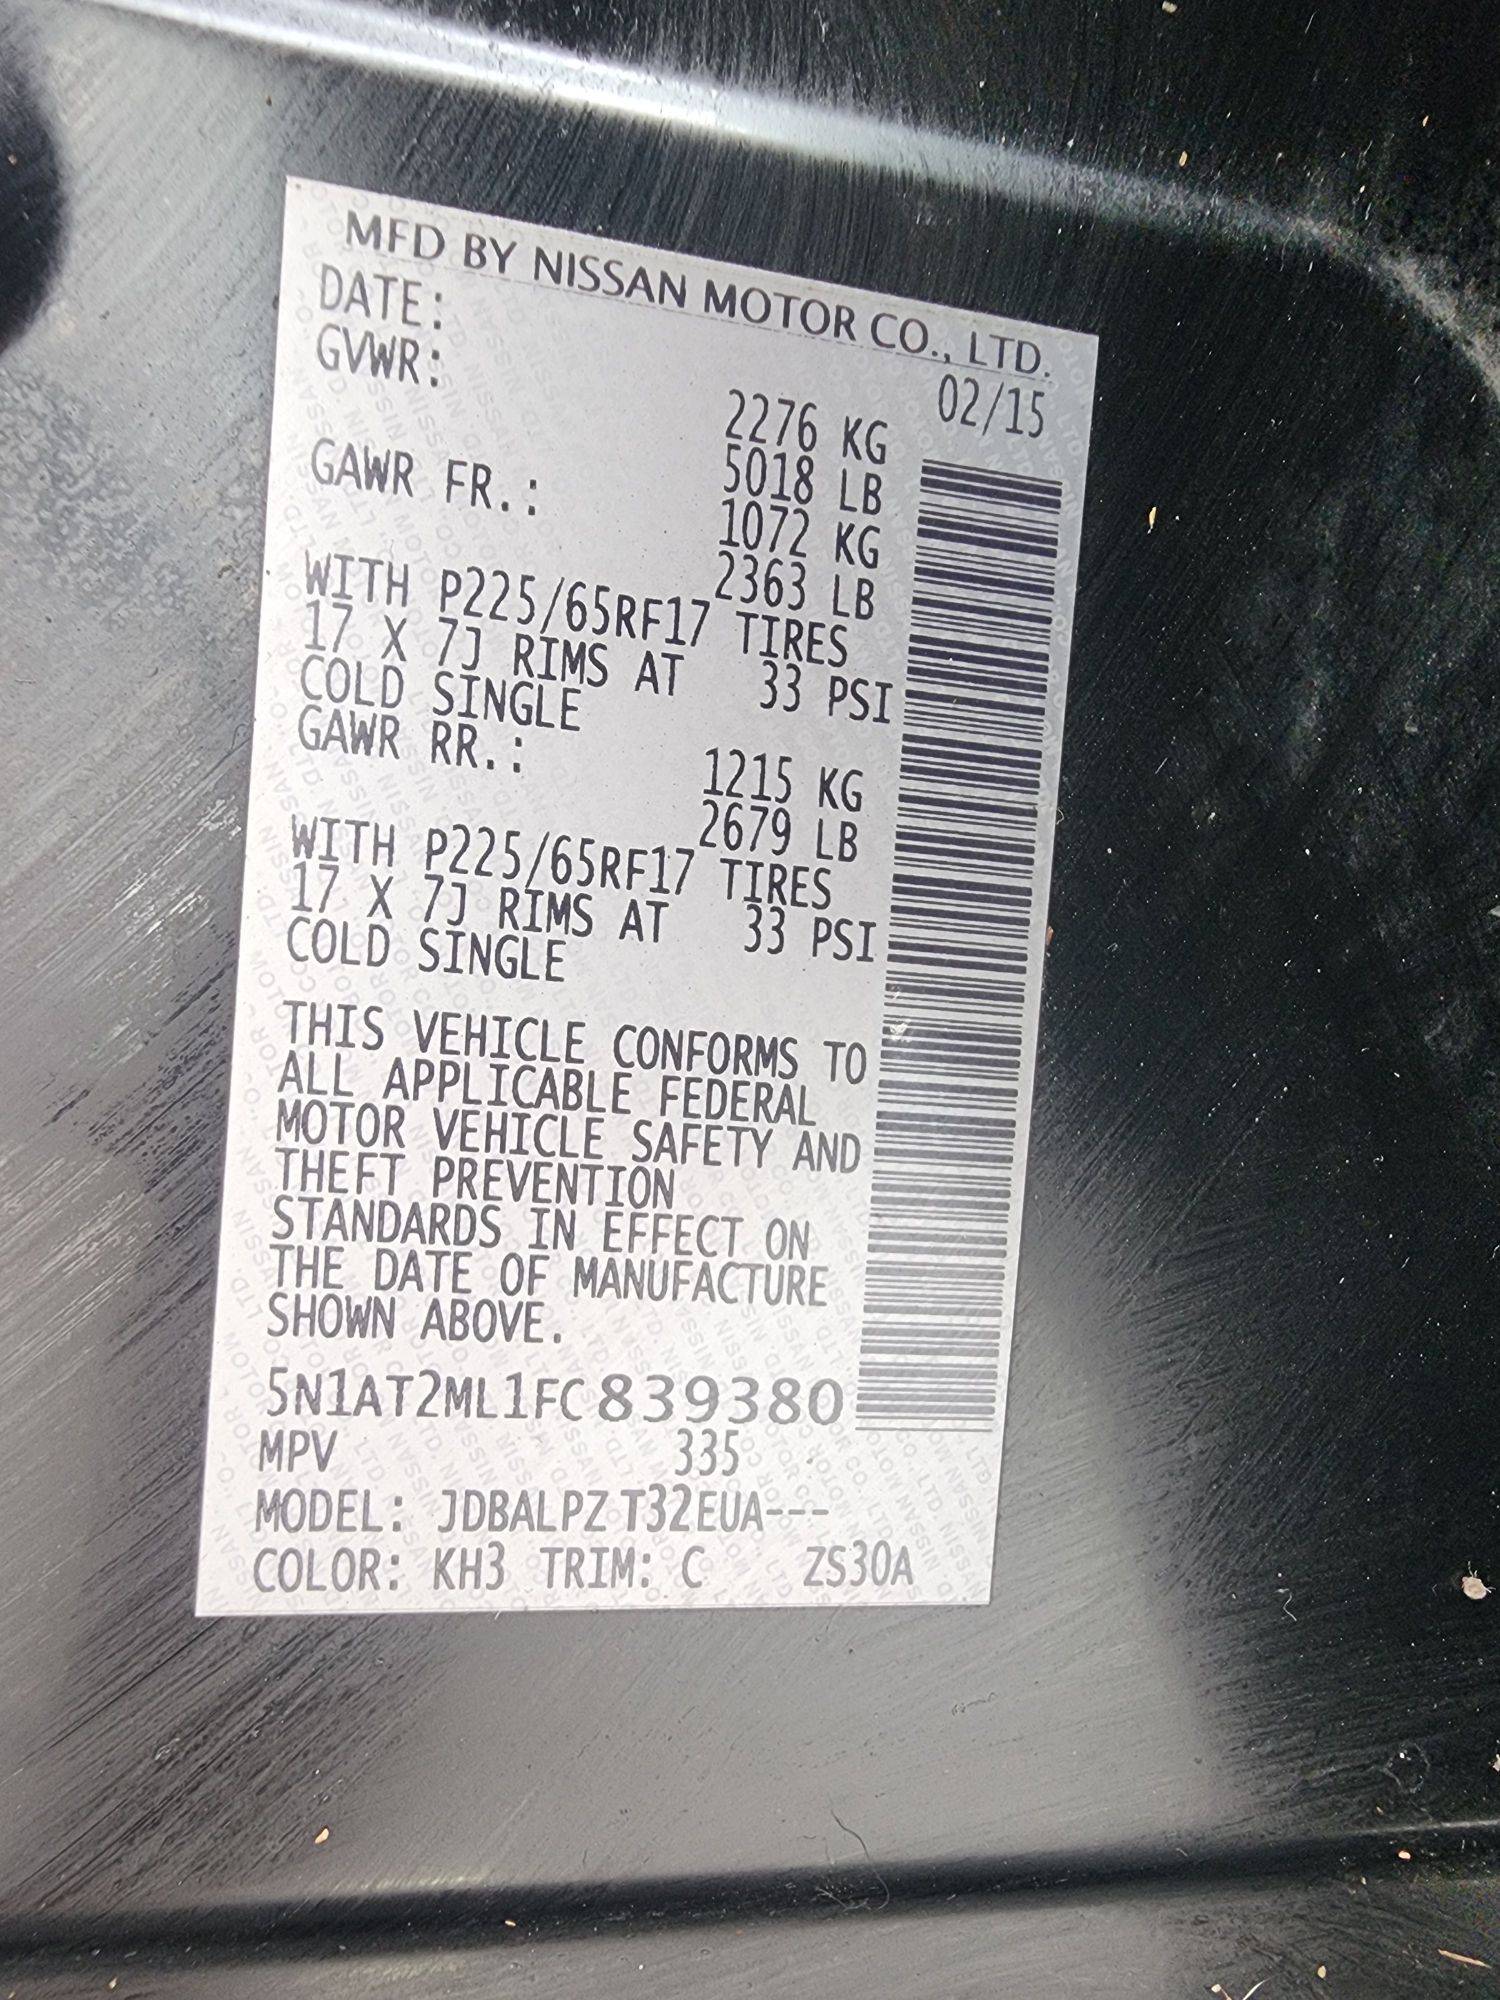 MFD BY NISSAN MOTOR CO., LTD.
DATE: 02/15
GVWR: 2276 KG
5018 LB
GAWR FR.: 1072 KG
2363 LB
WITH P225/65RF17 TIRES
17 X 7J RIMS AT 33 PSI
COLD SINGLE
GAWR RR.: 1215 KG
2679 LB
WITH P225/65RF17 TIRES
17 X 7J RIMS AT 33 PSI
COLD SINGLE
THIS VEHICLE CONFORMS TO
ALL APPLICABLE FEDERAL
MOTOR VEHICLE SAFETY AND
THEFT PREVENTION
STANDARDS IN EFFECT ON
THE DATE OF MANUFACTURE
SHOWN ABOVE.
5N1AT2ML1FC839380
MPV 335
MODEL: JDBALPZ T32EUA---
COLOR: KH3 TRIM: C ZS30A